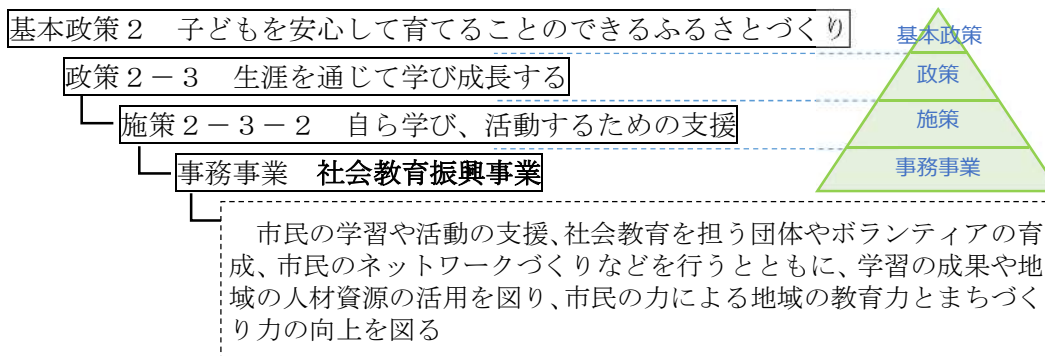 基本政策２　子どもを安心して育てることのできるふるさとづくり
政策２－３　生涯を通じて学び成長する
施策２－３－２　自ら学び、活動するための支援
事務事業　社会教育振興事業
市民の学習や活動の支援、社会教育を担う団体やボランティアの育
成、市民のネットワークづくりなどを行うとともに、学習の成果や地
域の人材資源の活用を図り、市民の力による地域の教育力とまちづく
り力の向上を図る
基本政策
政策
施策
事務事業